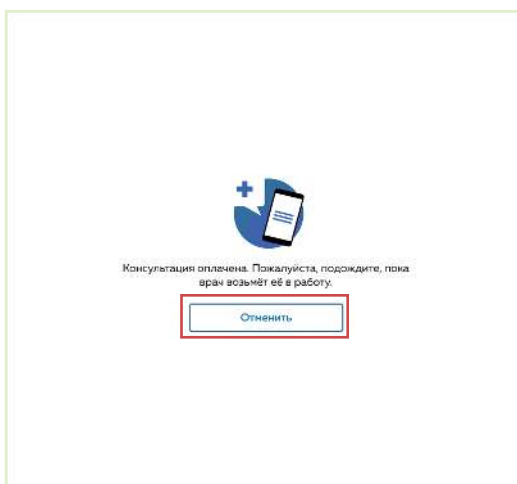 Консультация оплачена. Пожалуйста, подождите, пока
врач возьмёт её в работу.
Отменить